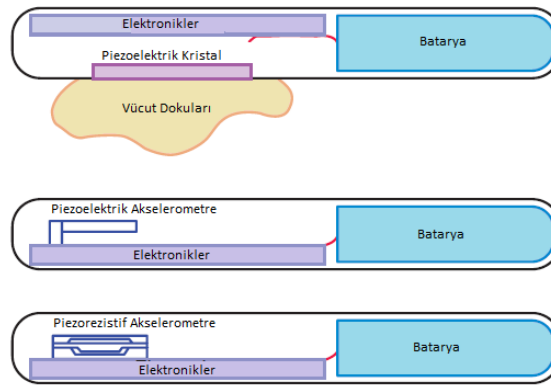 Elektronikler
Batarya
Piezoelektrik Kristal
Vücut Dokuları
Piezoelektrik Akselerometre
Batarya
Elektronikler
Piezorezistif Akselerometre
Batarya
Elektronikler